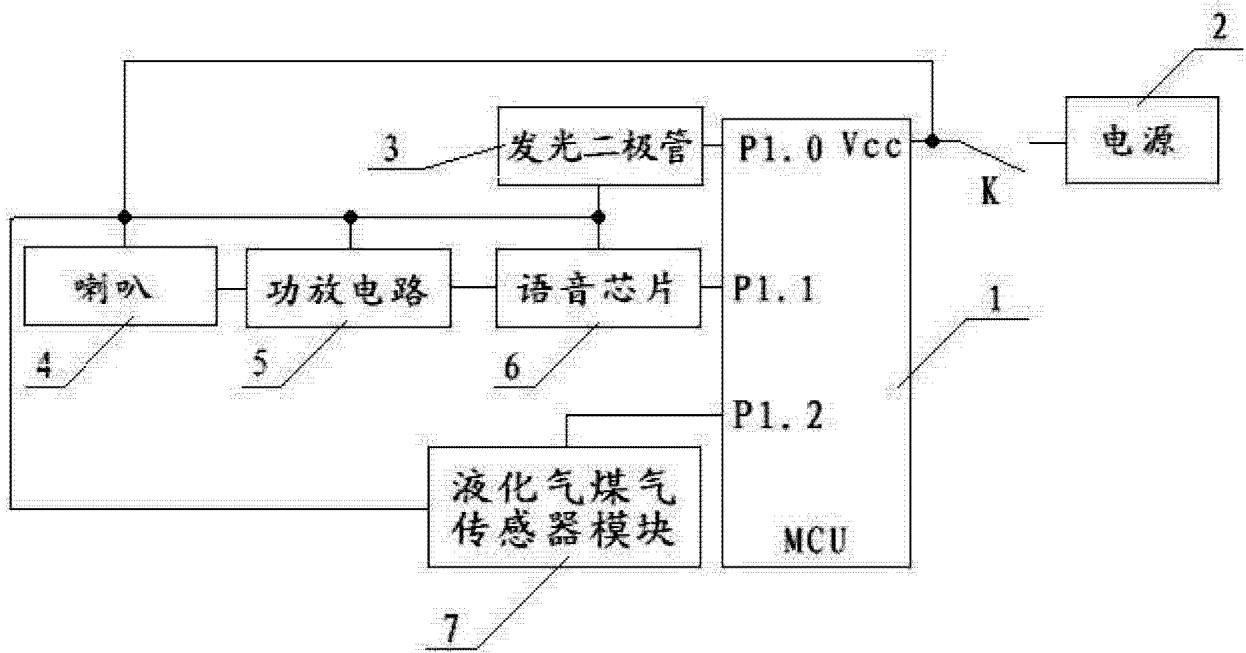 2
3
发光二极管
P1.0 Vcc
电源
K
喇叭
功放电路
语音芯片
P1.1
1
4
5
6
P1.2
液化气煤气
传感器模块
MCU
7